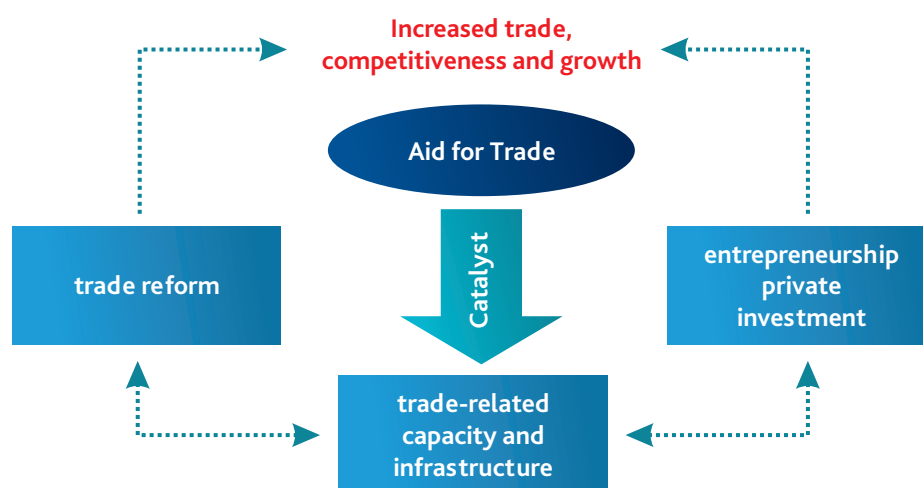 Increased trade,
competitiveness and growth
Aid for Trade
Catalyst
trade reform
entrepreneurship
private
investment
trade-related
capacity and
infrastructure